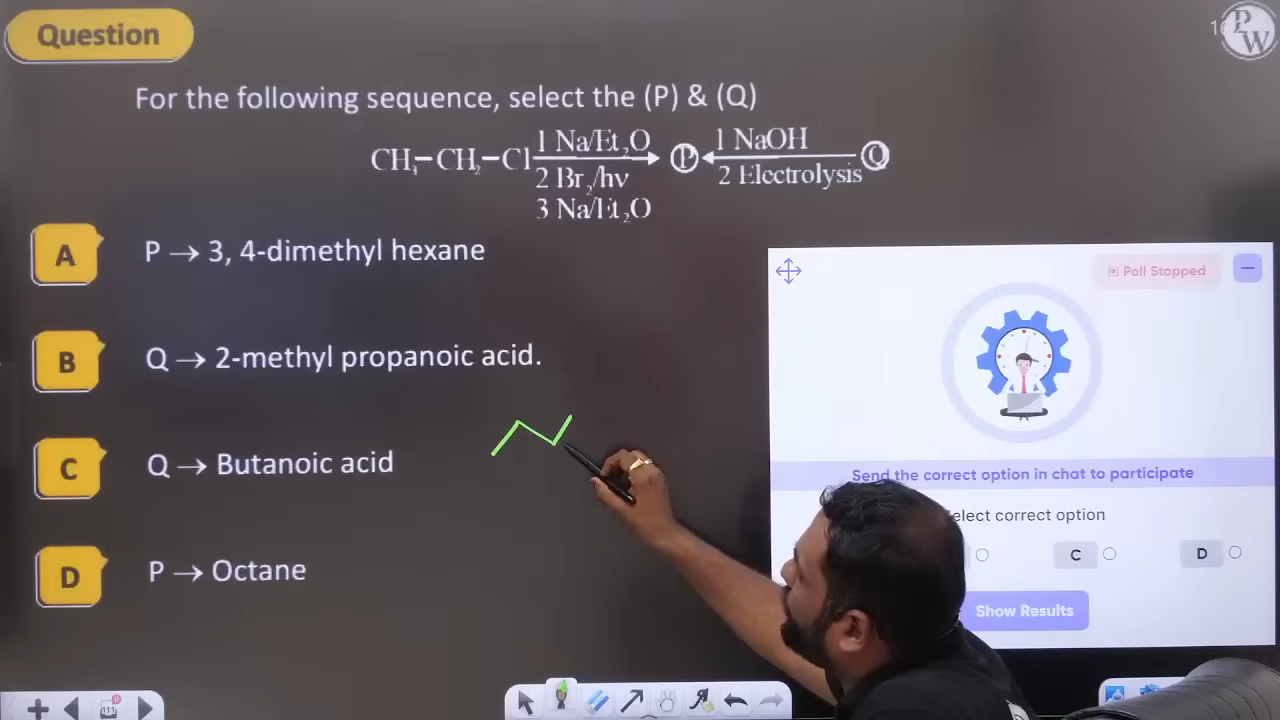 Question
PW
For the following sequence, select the (P) & (Q)
CH₃–CH₂–Cl 1 Na/Et₂O 2 Br₂/hν 3 Na/Et₂O P 1 NaOH 2 Electrolysis Q
A P → 3, 4-dimethyl hexane
B Q → 2-methyl propanoic acid.
C Q → Butanoic acid
D P → Octane
Poll Stopped
Send the correct option in chat to participate
correct option
C D
Show Results
111